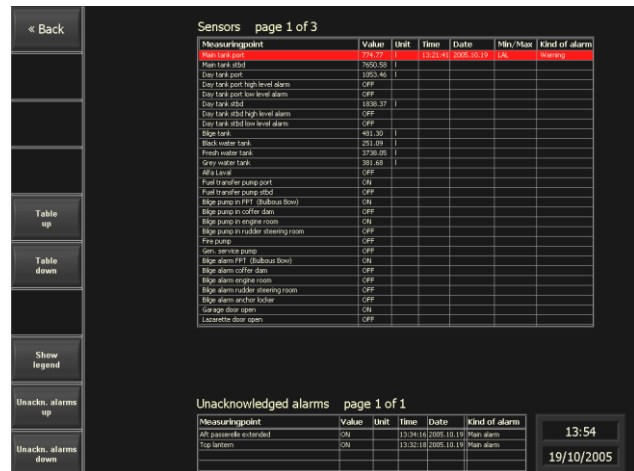 « Back
Table
up
Table
down
Show
legend
Unackn. alarms
up
Unackn. alarms
down
Sensors page 1 of 3
Measuringpoint Value Unit Time Date Min/Max Kind of alarm
Main tank port 774.77 l 13:21:41 2005.10.19 LAL Warning
Main tank stbd 7650.58 l
Day tank port 1053.46 l
Day tank port high level alarm OFF
Day tank port low level alarm OFF
Day tank stbd 1838.37 l
Day tank stbd high level alarm OFF
Day tank stbd low level alarm OFF
Bilge tank 481.30 l
Black water tank 251.09 l
Fresh water tank 3738.05 l
Grey water tank 381.68 l
Alfa Laval OFF
Fuel transfer pump port ON
Fuel transfer pump stbd OFF
Bilge pump in FPT (Bulbous Bow) ON
Bilge pump in coffer dam OFF
Bilge pump in engine room ON
Bilge pump in rudder steering room OFF
Fire pump OFF
Gen. service pump OFF
Bilge alarm FPT (Bulbous Bow) ON
Bilge alarm coffer dam OFF
Bilge alarm engine room OFF
Bilge alarm rudder steering room OFF
Bilge alarm anchor locker OFF
Garage door open ON
Lazarette door open OFF
Unacknowledged alarms page 1 of 1
Measuringpoint Value Unit Time Date Kind of alarm
Aft passerelle extended ON 13:34:16 2005.10.19 Main alarm
Top lantern ON 13:32:18 2005.10.19 Main alarm
13:54
19/10/2005